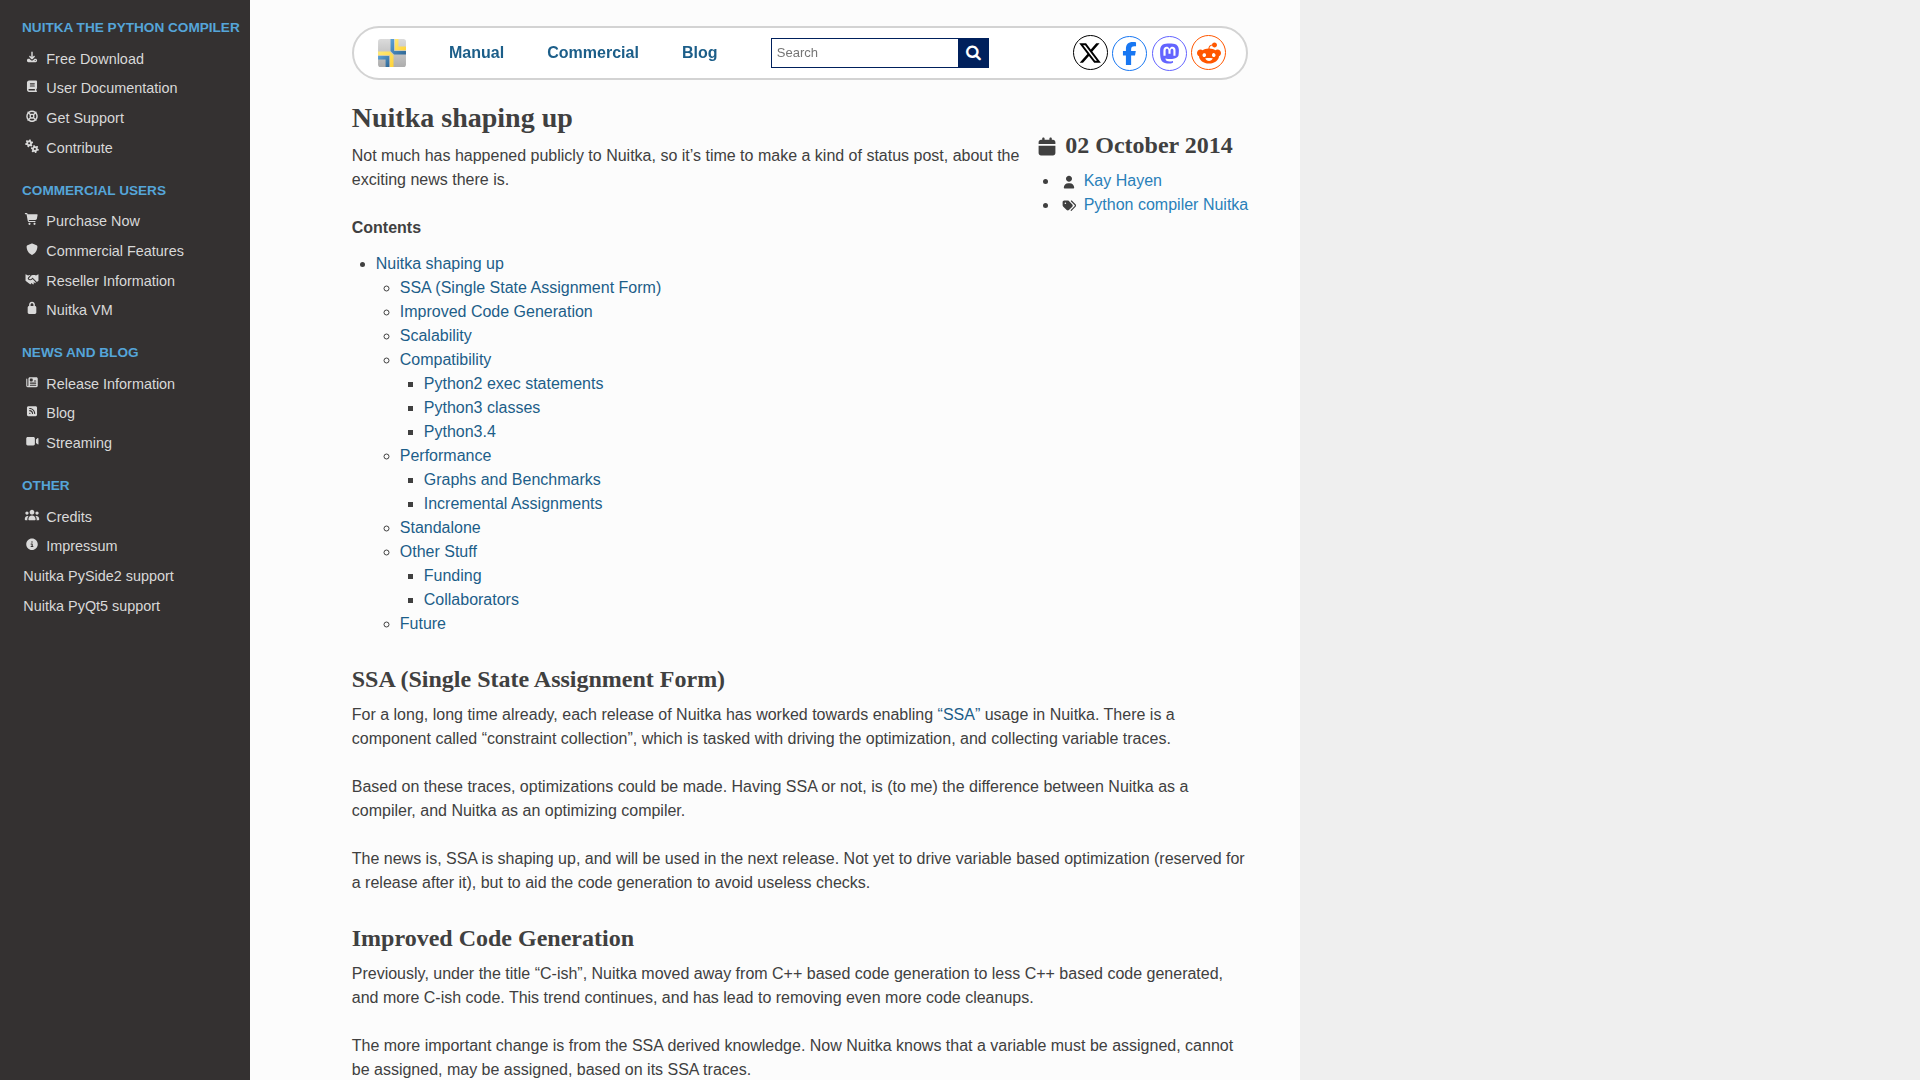 NUITKA THE PYTHON COMPILER
Free Download
User Documentation
Get Support
Contribute
COMMERCIAL USERS
Purchase Now
Commercial Features
Reseller Information
Nuitka VM
NEWS AND BLOG
Release Information
Blog
Streaming
OTHER
Credits
Impressum
Nuitka PySide2 support
Nuitka PyQt5 support
Manual
Commercial
Blog
Search
Nuitka shaping up
Not much has happened publicly to Nuitka, so it’s time to make a kind of status post, about the
exciting news there is.
02 October 2014
Kay Hayen
Python compiler Nuitka
Contents
Nuitka shaping up
SSA (Single State Assignment Form)
Improved Code Generation
Scalability
Compatibility
Python2 exec statements
Python3 classes
Python3.4
Performance
Graphs and Benchmarks
Incremental Assignments
Standalone
Other Stuff
Funding
Collaborators
Future
SSA (Single State Assignment Form)
For a long, long time already, each release of Nuitka has worked towards enabling “SSA” usage in Nuitka. There is a
component called “constraint collection”, which is tasked with driving the optimization, and collecting variable traces.
Based on these traces, optimizations could be made. Having SSA or not, is (to me) the difference between Nuitka as a
compiler, and Nuitka as an optimizing compiler.
The news is, SSA is shaping up, and will be used in the next release. Not yet to drive variable based optimization (reserved for
a release after it), but to aid the code generation to avoid useless checks.
Improved Code Generation
Previously, under the title “C-ish”, Nuitka moved away from C++ based code generation to less C++ based code generated,
and more C-ish code. This trend continues, and has lead to removing even more code cleanups.
The more important change is from the SSA derived knowledge. Now Nuitka knows that a variable must be assigned, cannot
be assigned, may be assigned, based on its SSA traces.